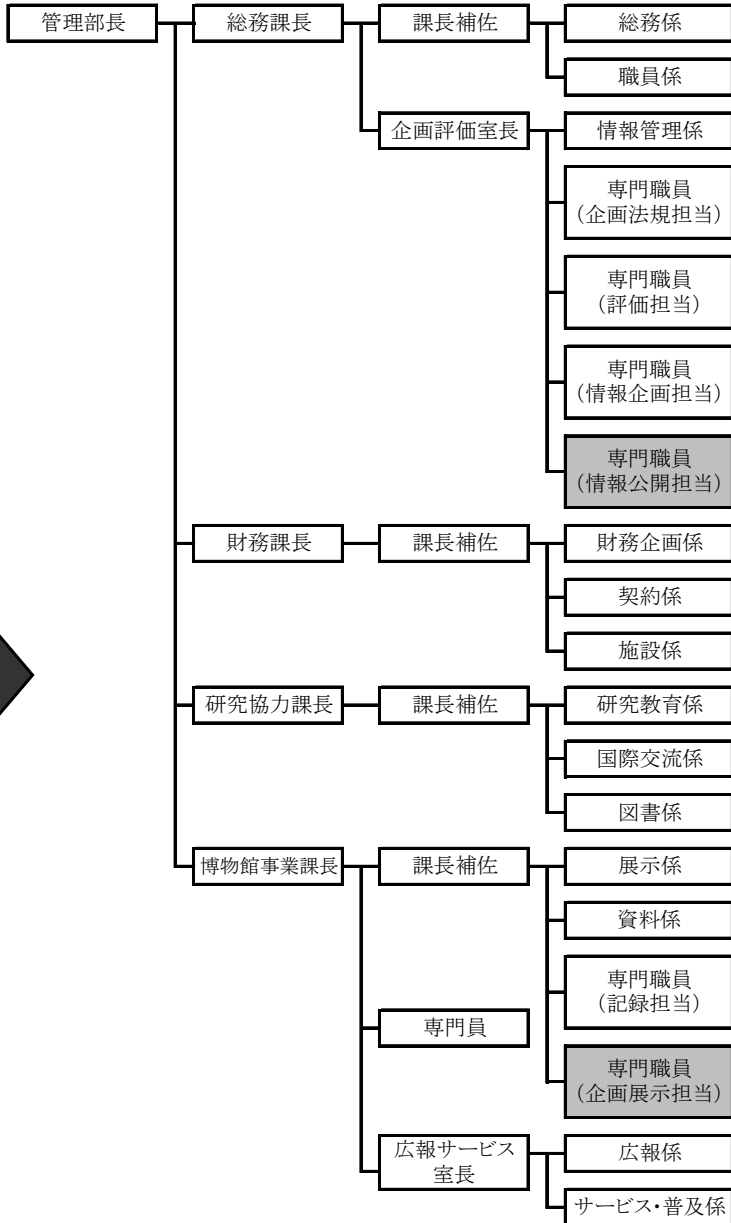 管理部長
総務課長
課長補佐
総務係
職員係
企画評価室長
情報管理係
専門職員
(企画法規担当)
専門職員
(評価担当)
専門職員
(情報企画担当)
専門職員
(情報公開担当)
財務課長
課長補佐
財務企画係
契約係
施設係
研究協力課長
課長補佐
研究教育係
国際交流係
図書係
博物館事業課長
課長補佐
展示係
資料係
専門職員
(記録担当)
専門員
専門職員
(企画展示担当)
広報サービス
室長
広報係
サービス・普及係